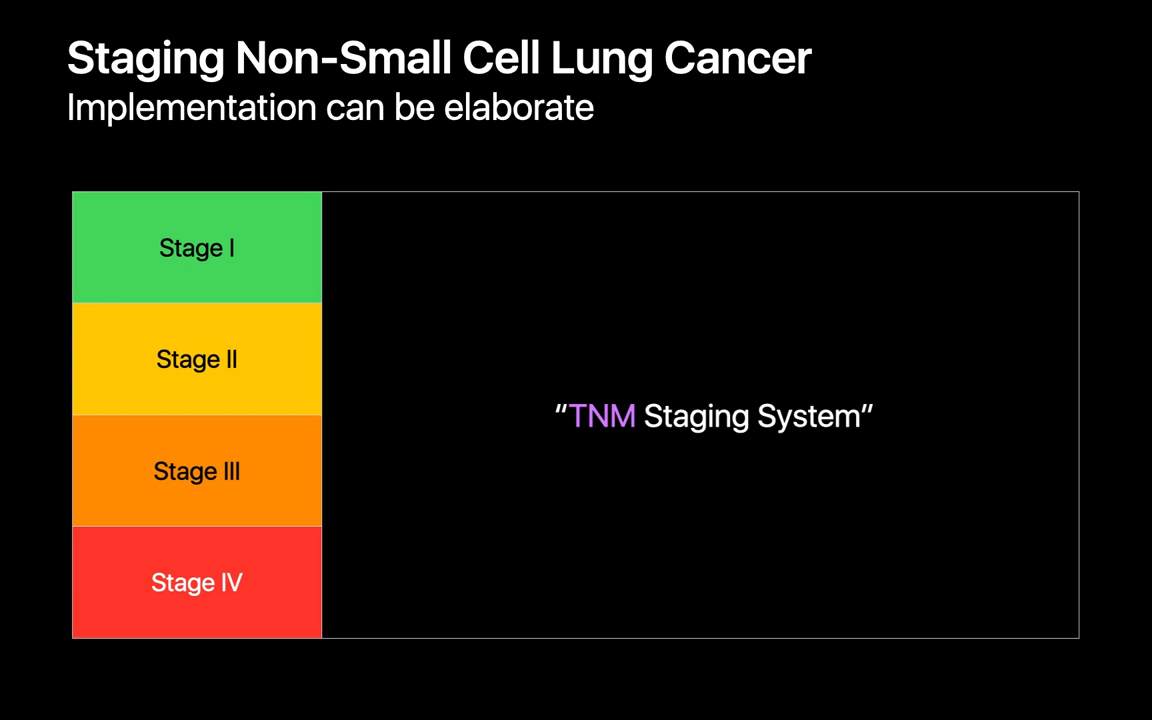 Staging Non-Small Cell Lung Cancer
Implementation can be elaborate
Stage I
Stage II
Stage III
Stage IV
"TNM Staging System"